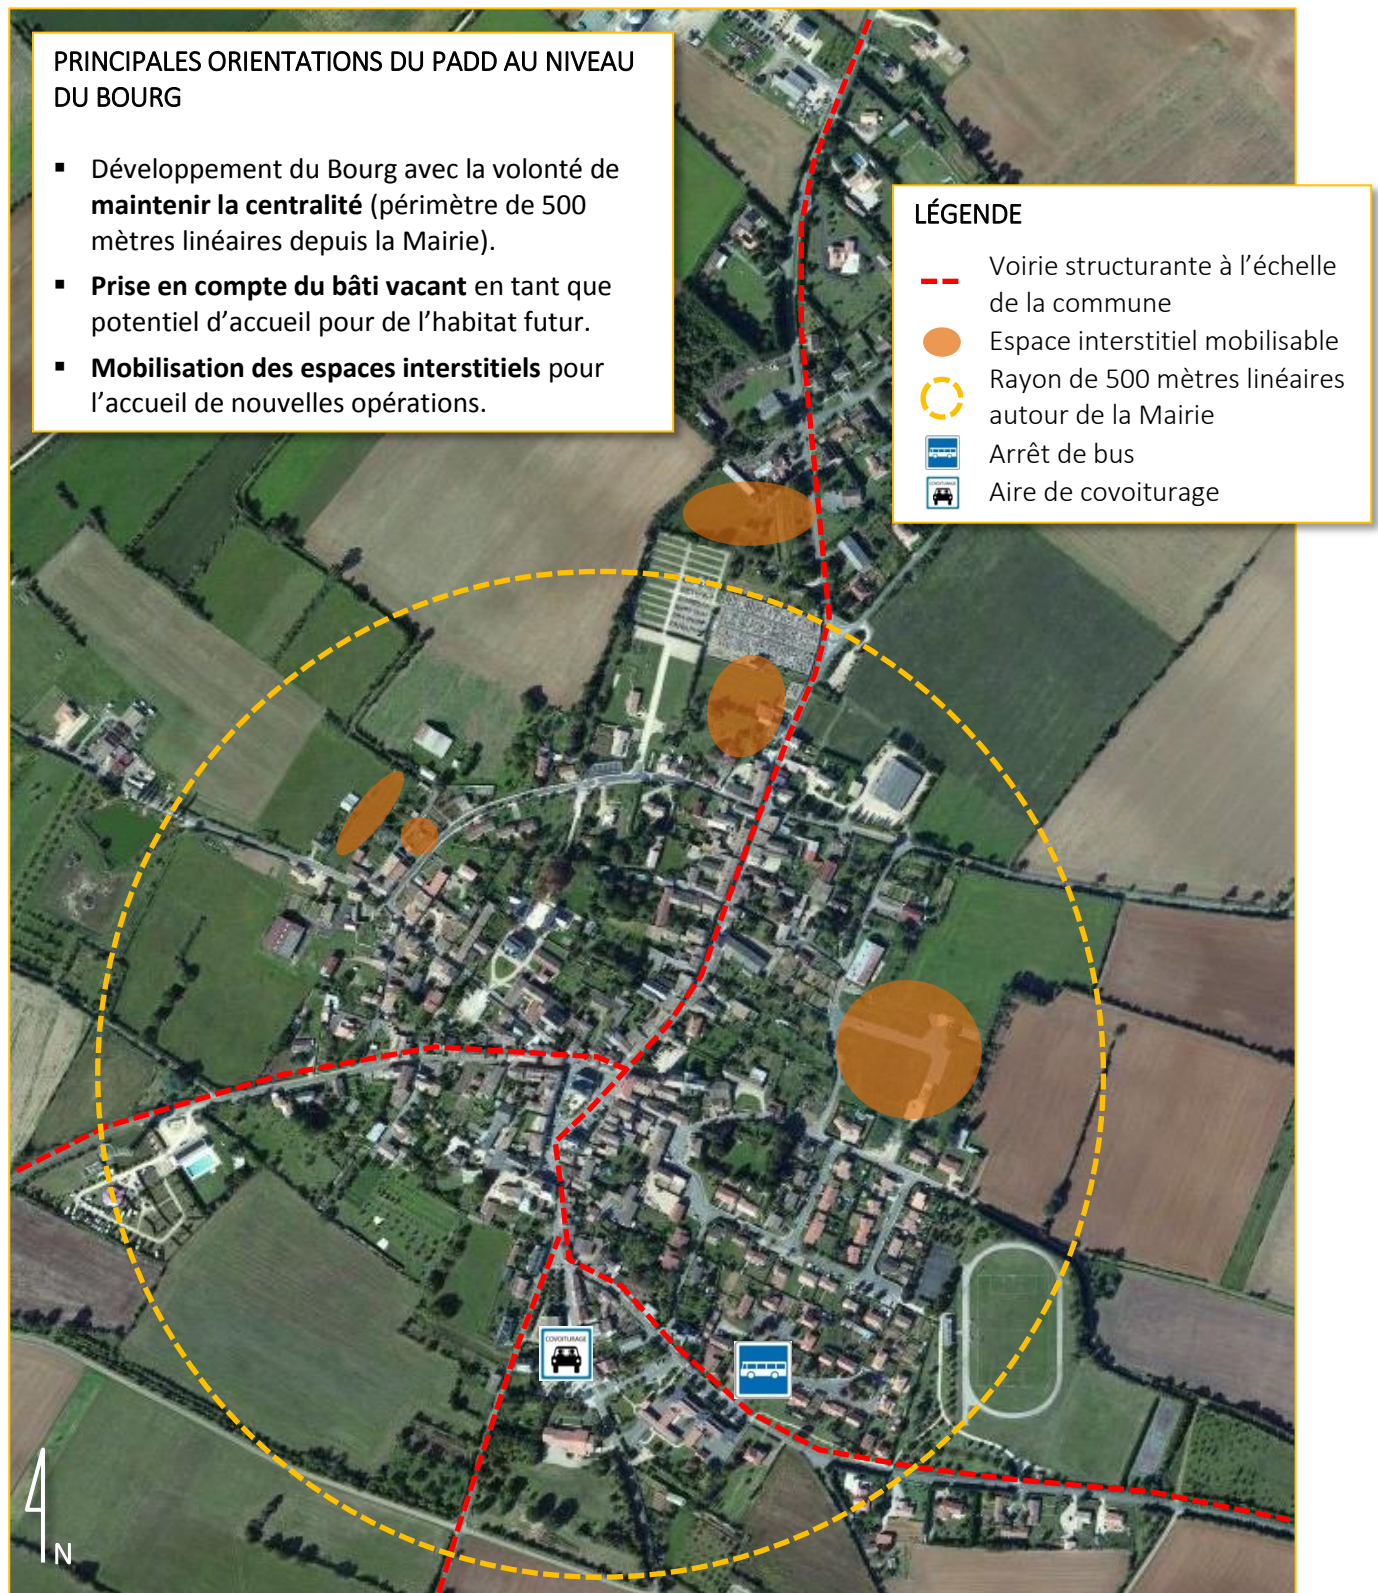 PRINCIPALES ORIENTATIONS DU PADD AU NIVEAU
DU BOURG
▪ Développement du Bourg avec la volonté de
maintenir la centralité (périmètre de 500
mètres linéaires depuis la Mairie).
▪ Prise en compte du bâti vacant en tant que
potentiel d'accueil pour de l'habitat futur.
▪ Mobilisation des espaces interstitiels pour
l'accueil de nouvelles opérations.
LÉGENDE
Voirie structurante à l'échelle
de la commune
Espace interstitiel mobilisable
Rayon de 500 mètres linéaires
autour de la Mairie
Arrêt de bus
COVOITURAGE
Aire de covoiturage
COVOITURAGE
N